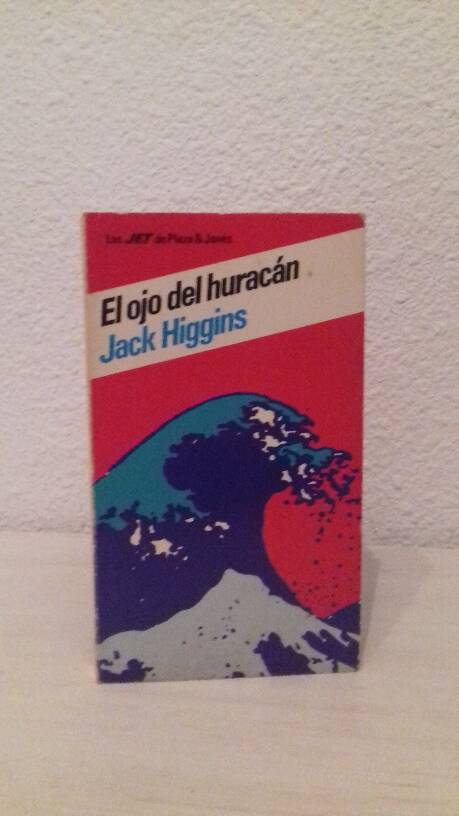 Los JET de Plaza & Janés
El ojo del huracán
Jack Higgins